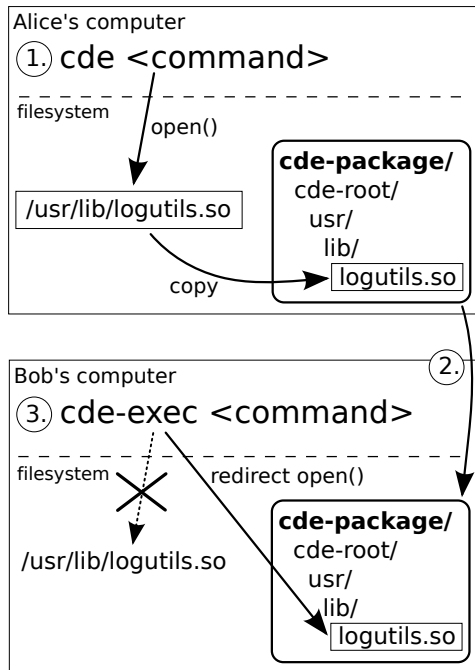 Alice's computer
1. cde <command>
filesystem
open()
/usr/lib/logutils.so
copy
cde-package/
cde-root/
usr/
lib/
logutils.so
2.
Bob's computer
3. cde-exec <command>
filesystem
redirect open()
/usr/lib/logutils.so
cde-package/
cde-root/
usr/
lib/
logutils.so